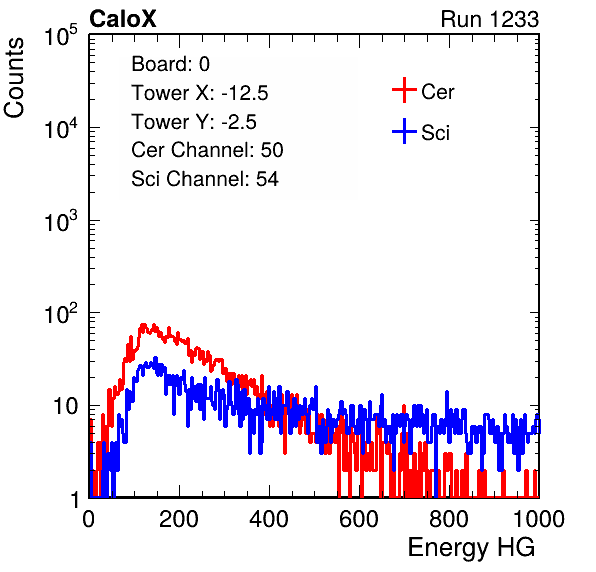 CaloX Run 1233
Counts
10^5
10^4
10^3
10^2
10
1
Board: 0
Tower X: -12.5
Tower Y: -2.5
Cer Channel: 50
Sci Channel: 54
Cer
Sci
0 200 400 600 800 1000
Energy HG